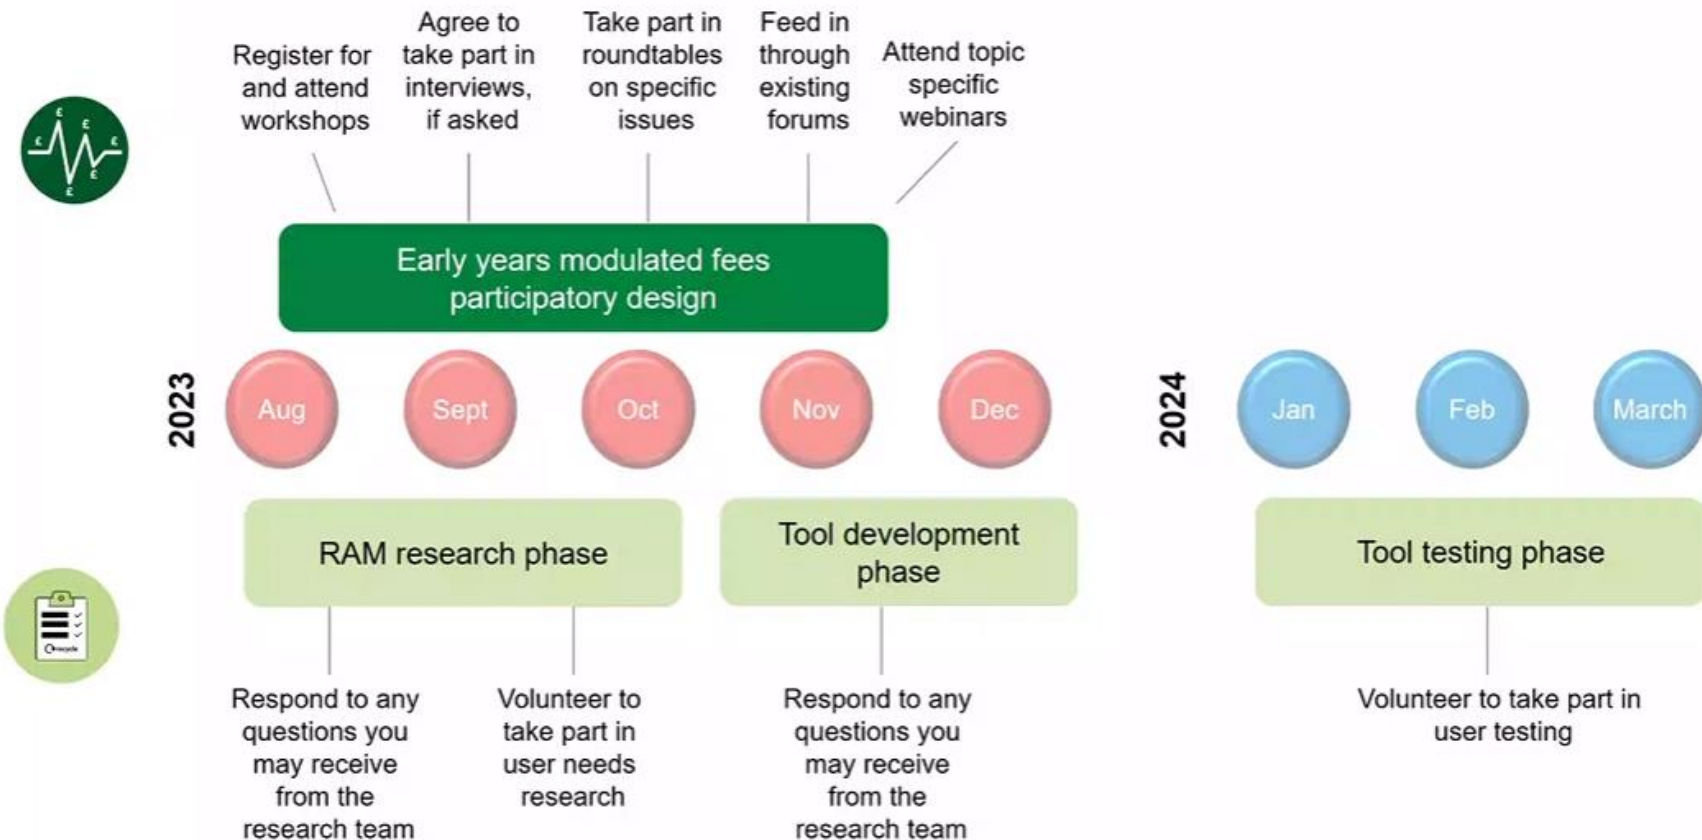 Register for
and attend
workshops
Agree to
take part in
interviews,
if asked
Take part in
roundtables
on specific
issues
Feed in
through
existing
forums
Attend topic
specific
webinars
£
£
£
£
£
£
Early years modulated fees
participatory design
2023
Aug
Sept
Oct
Nov
Dec
2024
Jan
Feb
March
RAM research phase
Tool development
phase
Tool testing phase
recycle
Respond to any
questions you
may receive
from the
research team
Volunteer to
take part in
user needs
research
Respond to any
questions you
may receive
from the
research team
Volunteer to take part in
user testing